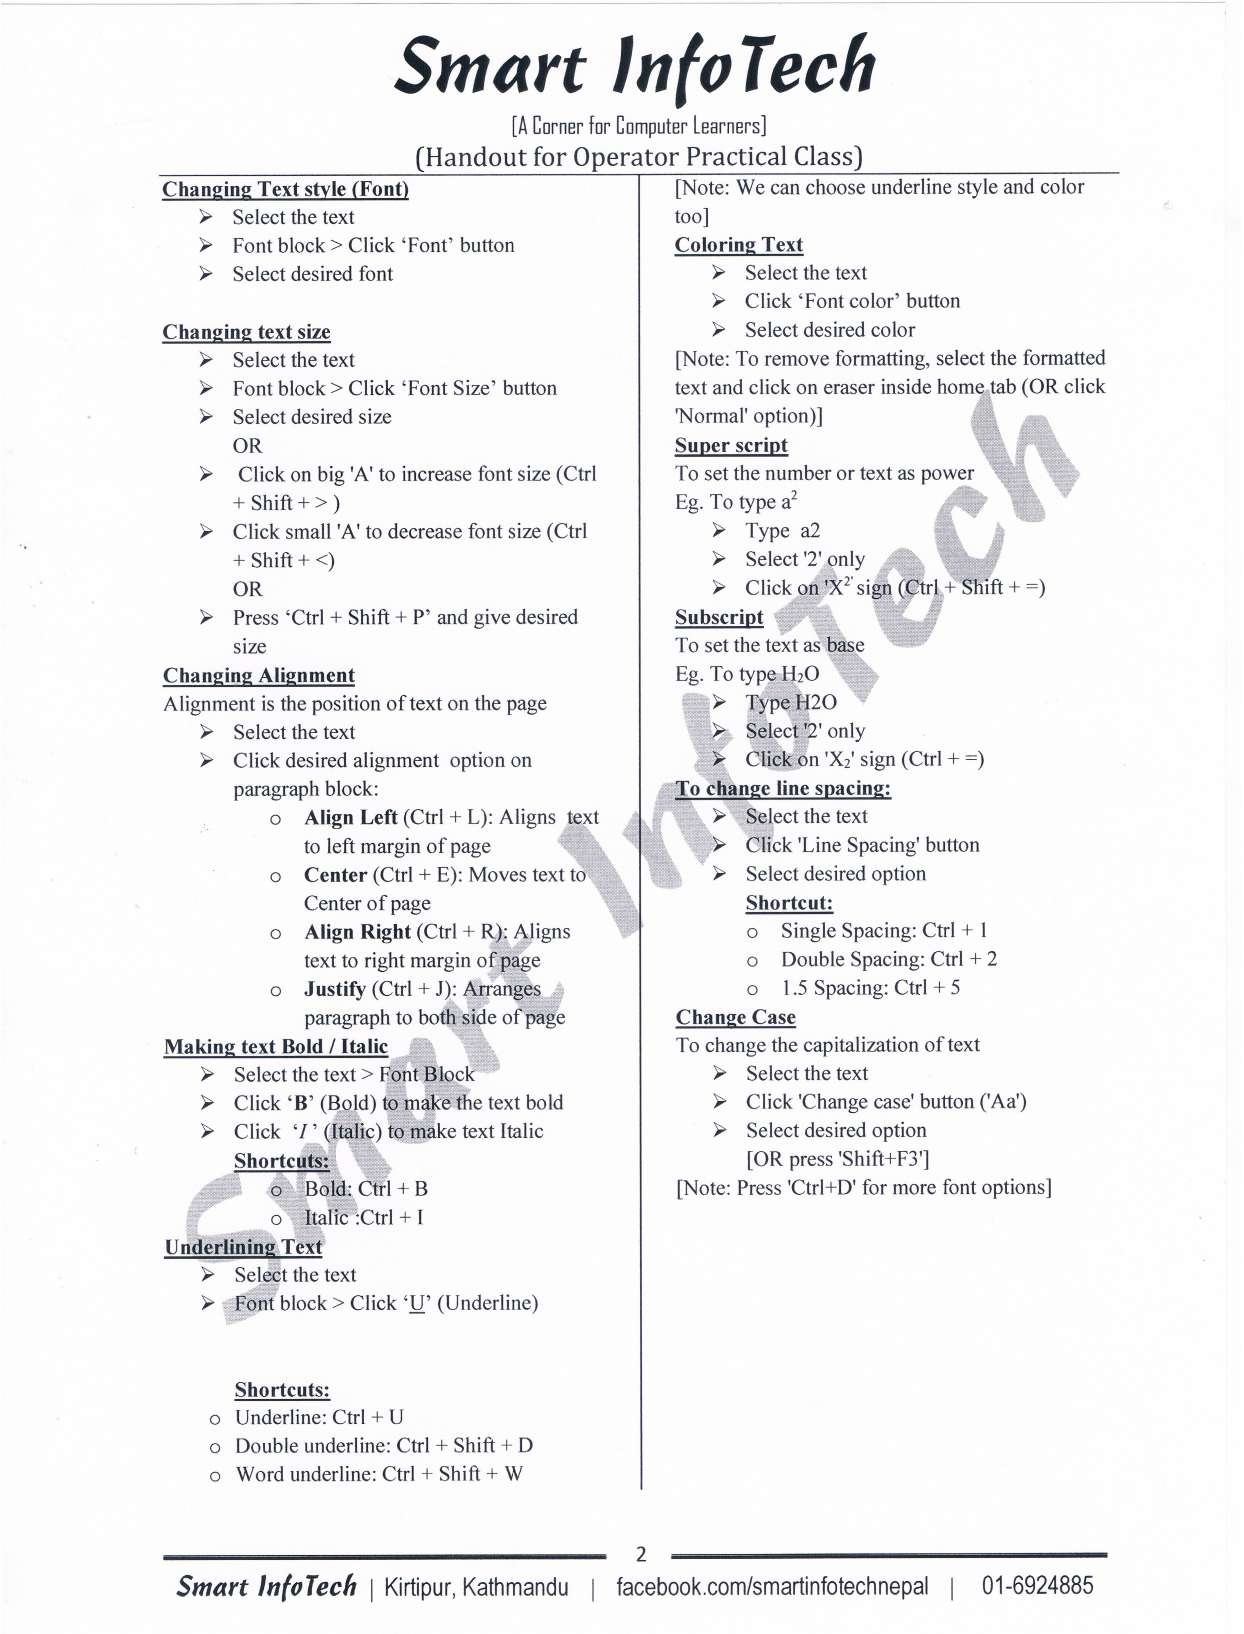 Smart InfoTech
[A Corner for Computer Learners]
(Handout for Operator Practical Class)
Changing Text style (Font)
➢ Select the text
➢ Font block > Click ‘Font’ button
➢ Select desired font
Changing text size
➢ Select the text
➢ Font block > Click ‘Font Size’ button
➢ Select desired size
OR
➢ Click on big 'A' to increase font size (Ctrl
+ Shift + > )
➢ Click small 'A' to decrease font size (Ctrl
+ Shift + <)
OR
➢ Press ‘Ctrl + Shift + P’ and give desired
size
Changing Alignment
Alignment is the position of text on the page
➢ Select the text
➢ Click desired alignment option on
paragraph block:
o Align Left (Ctrl + L): Aligns text
to left margin of page
o Center (Ctrl + E): Moves text to
Center of page
o Align Right (Ctrl + R): Aligns
text to right margin of page
o Justify (Ctrl + J): Arranges
paragraph to both side of page
Making text Bold / Italic
➢ Select the text > Font Block
➢ Click ‘B’ (Bold) to make the text bold
➢ Click ‘I’ (Italic) to make text Italic
Shortcuts:
o Bold: Ctrl + B
o Italic :Ctrl + I
Underlining Text
➢ Select the text
➢ Font block > Click ‘U’ (Underline)
Shortcuts:
o Underline: Ctrl + U
o Double underline: Ctrl + Shift + D
o Word underline: Ctrl + Shift + W
[Note: We can choose underline style and color
too]
Coloring Text
➢ Select the text
➢ Click ‘Font color’ button
➢ Select desired color
[Note: To remove formatting, select the formatted
text and click on eraser inside home tab (OR click
'Normal' option)]
Super script
To set the number or text as power
Eg. To type a²
➢ Type a2
➢ Select '2' only
➢ Click on 'X²' sign (Ctrl + Shift + =)
Subscript
To set the text as base
Eg. To type H₂O
➢ Type H2O
➢ Select '2' only
➢ Click on 'X₂' sign (Ctrl + =)
To change line spacing:
➢ Select the text
➢ Click 'Line Spacing' button
➢ Select desired option
Shortcut:
o Single Spacing: Ctrl + 1
o Double Spacing: Ctrl + 2
o 1.5 Spacing: Ctrl + 5
Change Case
To change the capitalization of text
➢ Select the text
➢ Click 'Change case' button ('Aa')
➢ Select desired option
[OR press 'Shift+F3']
[Note: Press 'Ctrl+D' for more font options]
Smart InfoTech
2
Smart InfoTech | Kirtipur, Kathmandu | facebook.com/smartinfotechnepal | 01-6924885